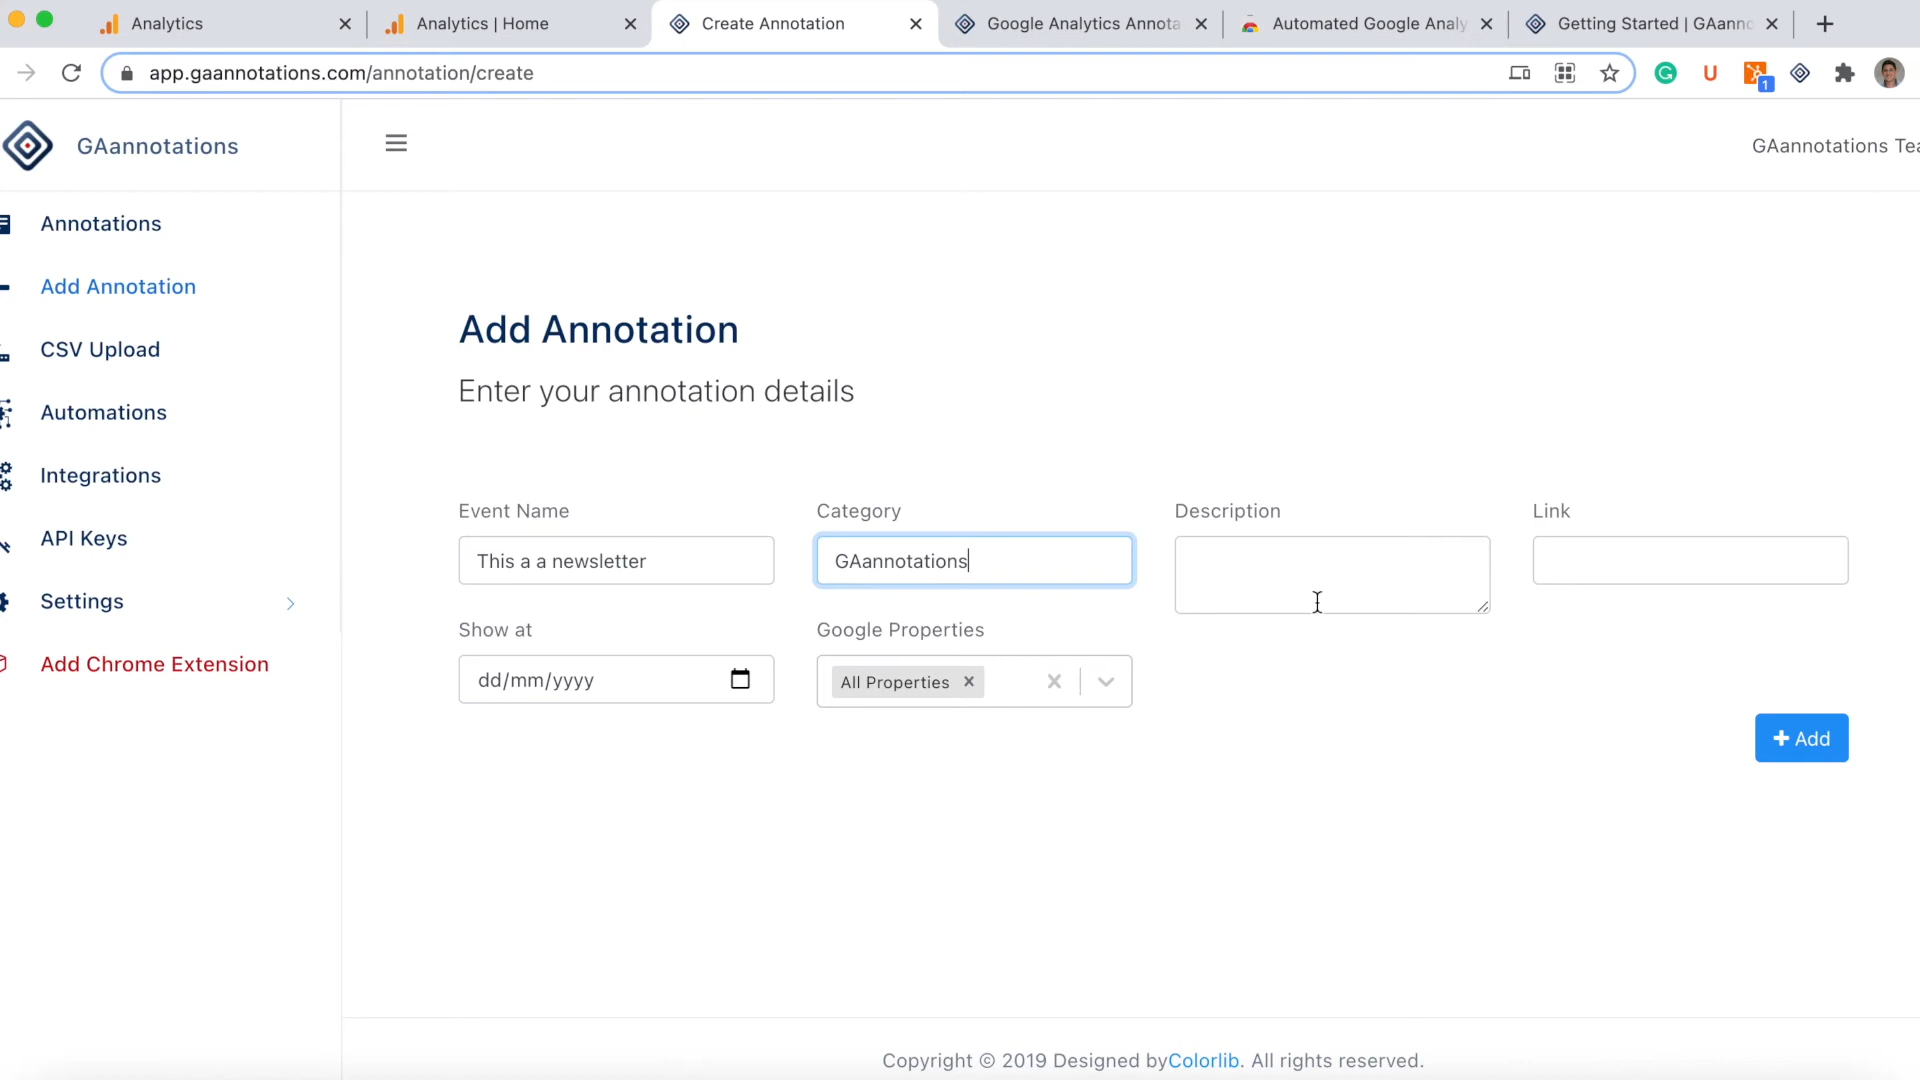 Analytics
Analytics | Home
Create Annotation
Google Analytics Annota
Automated Google Analy
Getting Started | GAanno
app.gaannotations.com/annotation/create
1
GAannotations
GAannotations Tea
Annotations
Add Annotation
CSV Upload
Automations
Integrations
API Keys
Settings
Add Chrome Extension
Add Annotation
Enter your annotation details
Event Name Category Description Link
This a a newsletter GAannotations
Show at Google Properties
dd/mm/yyyy All Properties
Add
Copyright © 2019 Designed byColorlib. All rights reserved.